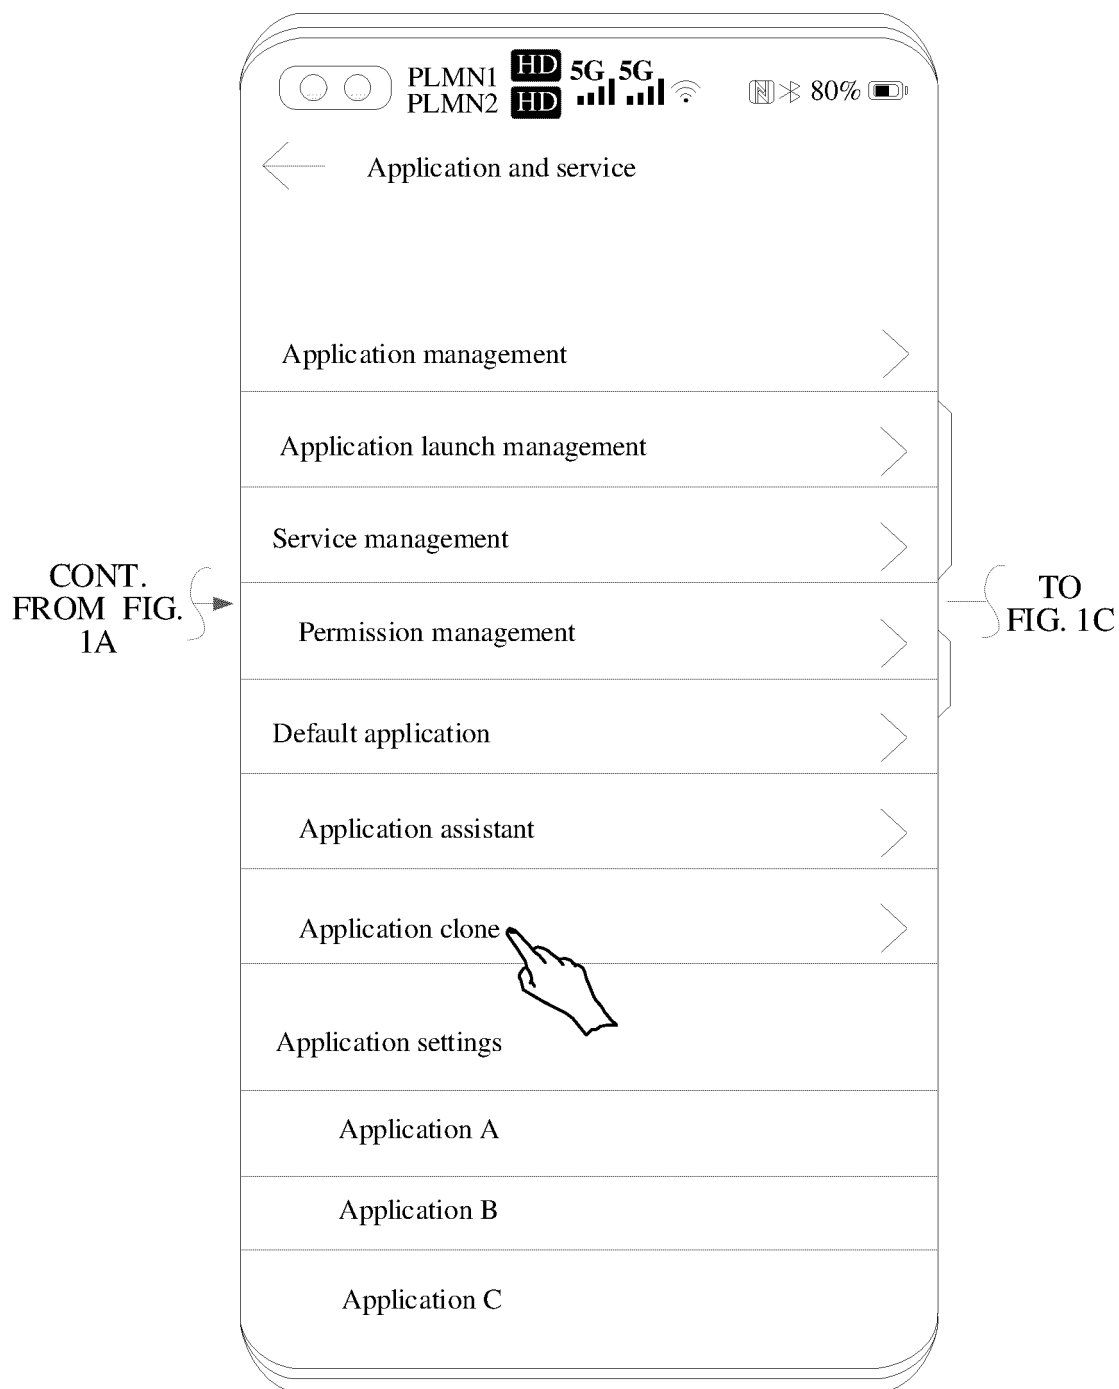 PLMN1 HD 5G 5G
PLMN2 HD
80%
Application and service
Application management
Application launch management
Service management
CONT.
FROM FIG.
1A
Permission management
TO
FIG. 1C
Default application
Application assistant
Application clone
Application settings
Application A
Application B
Application C